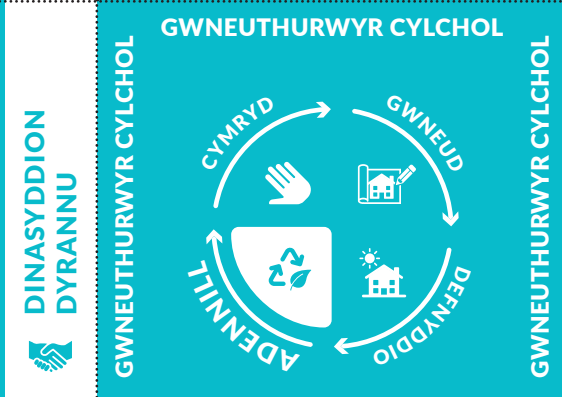 DINASYDDION
DYRANNU
GWNEUTHURWYR CYLCHOL
GWNEUTHURWYR CYLCHOL
CYMRYD
GWNEUD
DEFNYDDIO
ADENNILL
GWNEUTHURWYR CYLCHOL